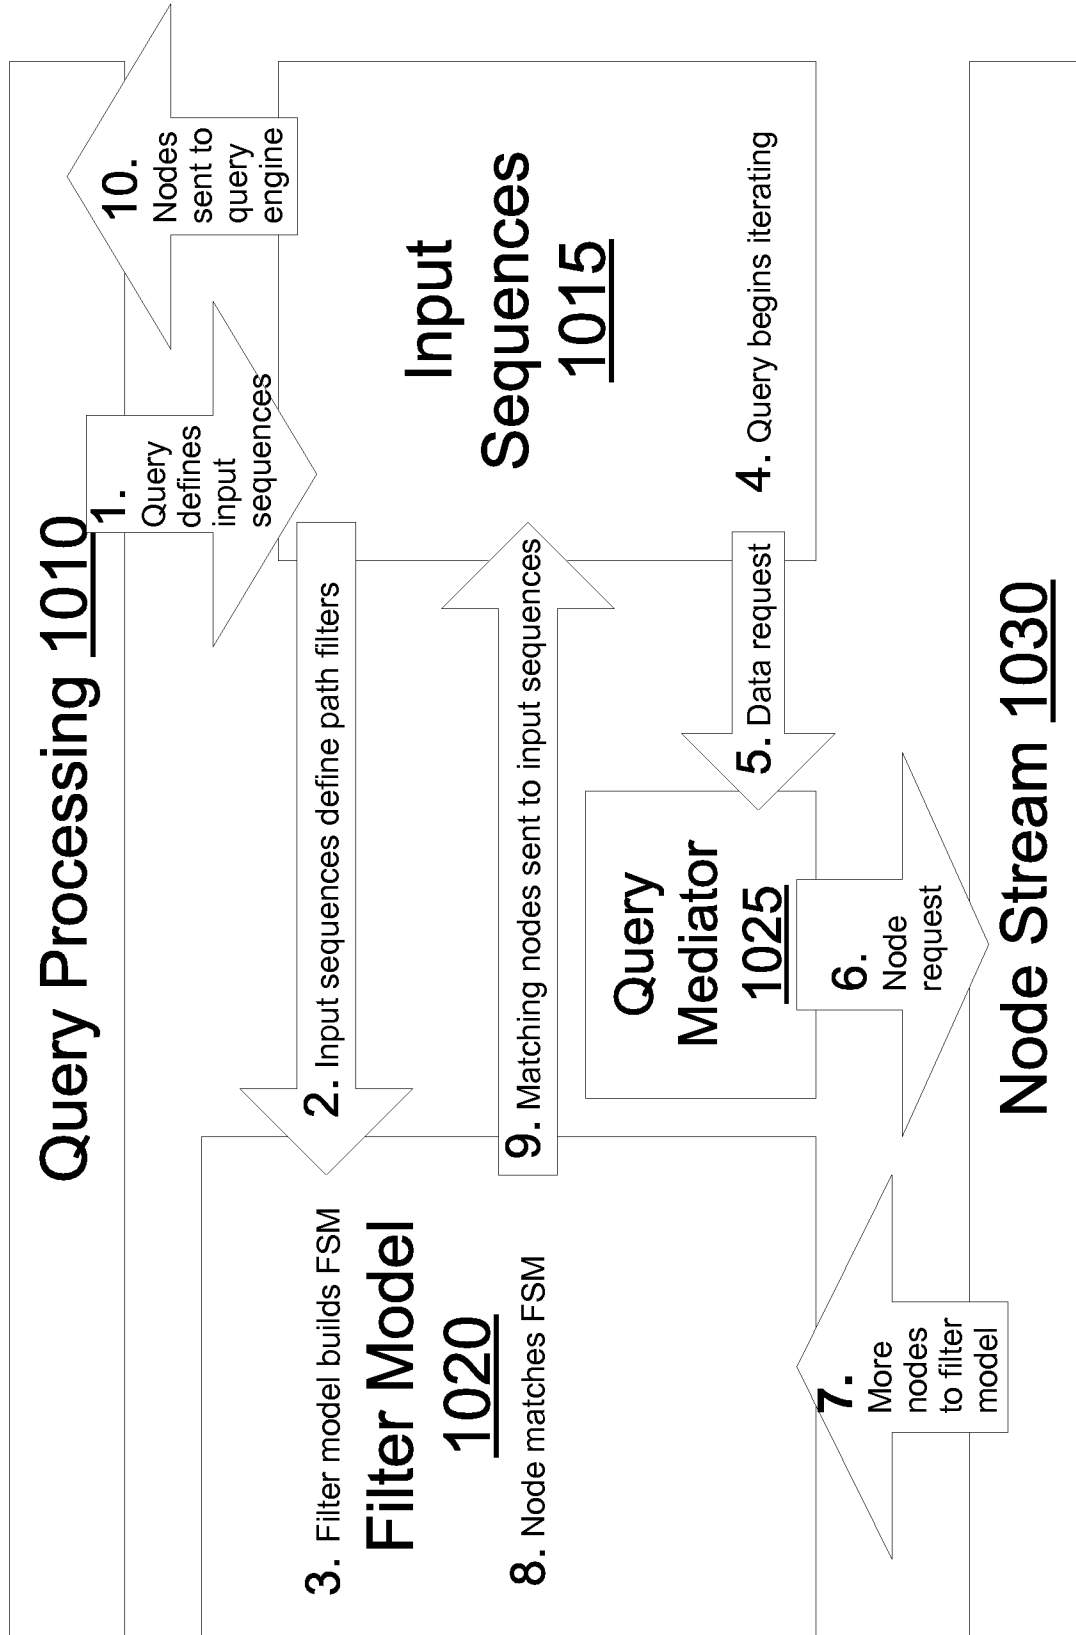 Query Processing 1010
1.
Query
defines
input
sequences
10.
Nodes
sent to
query
engine
2. Input sequences define path filters
3. Filter model builds FSM
Filter Model
1020
8. Node matches FSM
9. Matching nodes sent to input sequences
Input
Sequences
1015
4. Query begins iterating
5. Data request
Query
Mediator
1025
6.
Node
request
7.
More
nodes
to filter
model
Node Stream 1030